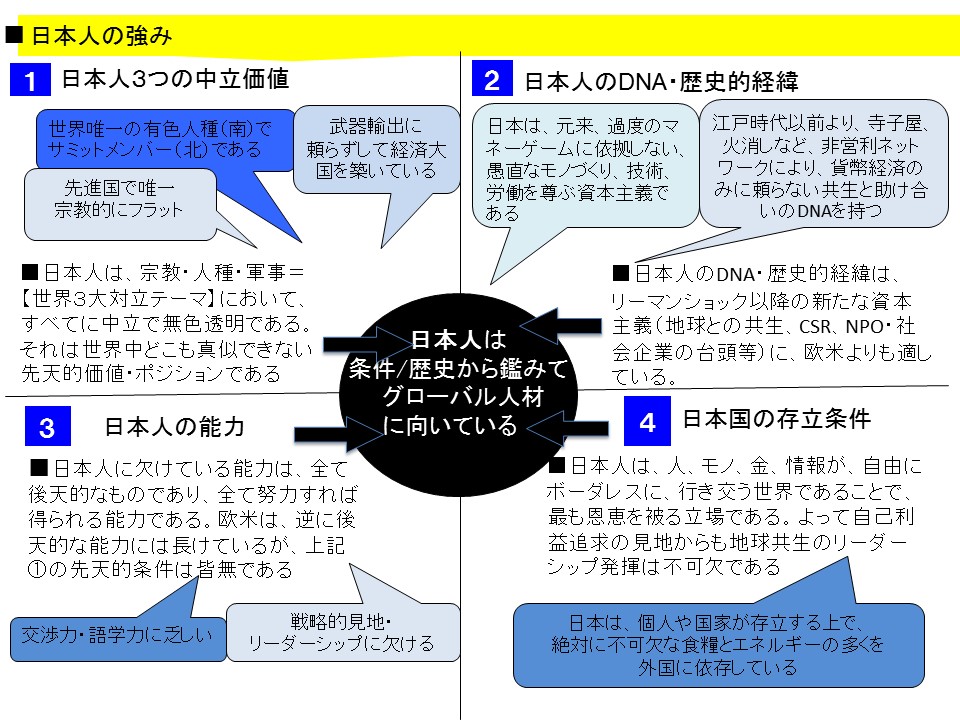 ■ 日本人の強み
1 日本人3つの中立価値
世界唯一の有色人種(南)で
サミットメンバー(北)である
武器輸出に
頼らずして経済大
国を築いている
先進国で唯一
宗教的にフラット
■日本人は、宗教・人種・軍事=
【世界3大対立テーマ】において、
すべてに中立で無色透明である。
それは世界中どこも真似できない
先天的価値・ポジションである
2 日本人のDNA・歴史的経緯
日本は、元来、過度のマ
ネーゲームに依拠しない、
愚直なモノづくり、技術、
労働を尊ぶ資本主義で
ある
江戸時代以前より、寺子屋、
火消しなど、非営利ネット
ワークにより、貨幣経済の
みに頼らない共生と助け合
いのDNAを持つ
■日本人のDNA・歴史的経緯は、
リーマンショック以降の新たな資本
主義(地球との共生、CSR、NPO・社
会企業の台頭等)に、欧米よりも適し
ている。
日本人は
条件/歴史から鑑みて
グローバル人材
に向いている
3 日本人の能力
■日本人に欠けている能力は、全て
後天的なものであり、全て努力すれば
得られる能力である。欧米は、逆に後
天的な能力には長けているが、上記
①の先天的条件は皆無である
交渉力・語学力に乏しい
戦略的見地・
リーダーシップに欠ける
4 日本国の存立条件
■日本人は、人、モノ、金、情報が、自由に
ボーダレスに、行き交う世界であることで、
最も恩恵を被る立場である。よって自己利
益追求の見地からも地球共生のリーダー
シップ発揮は不可欠である
日本は、個人や国家が存立する上で、
絶対に不可欠な食糧とエネルギーの多くを
外国に依存している